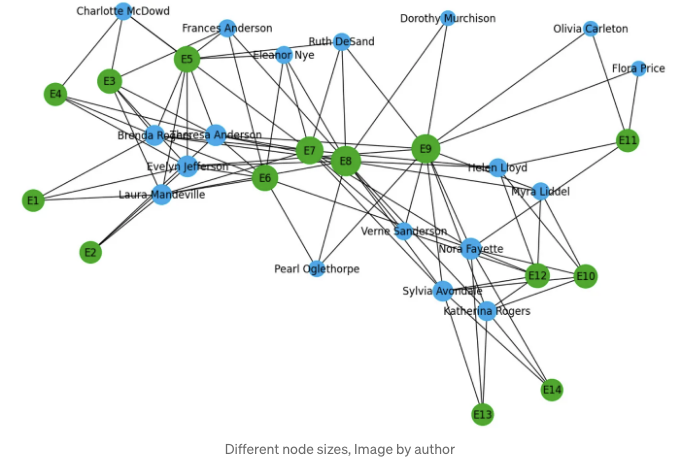 Charlotte McDowd
Dorothy Murchison
Frances Anderson
Olivia Carleton
Ruth DeSand
Eleanor Nye
E5
Flora Price
E3
E4
Brenda Rogers
Theresa Anderson
E11
E7
E9
E8
Evelyn Jefferson
Helen Lloyd
E6
Laura Mandeville
Myra Liddel
E1
Verne Sanderson
E2
Nora Fayette
Pearl Oglethorpe
E12
E10
Sylvia Avondale
Katherina Rogers
E14
E13
Different node sizes, Image by author